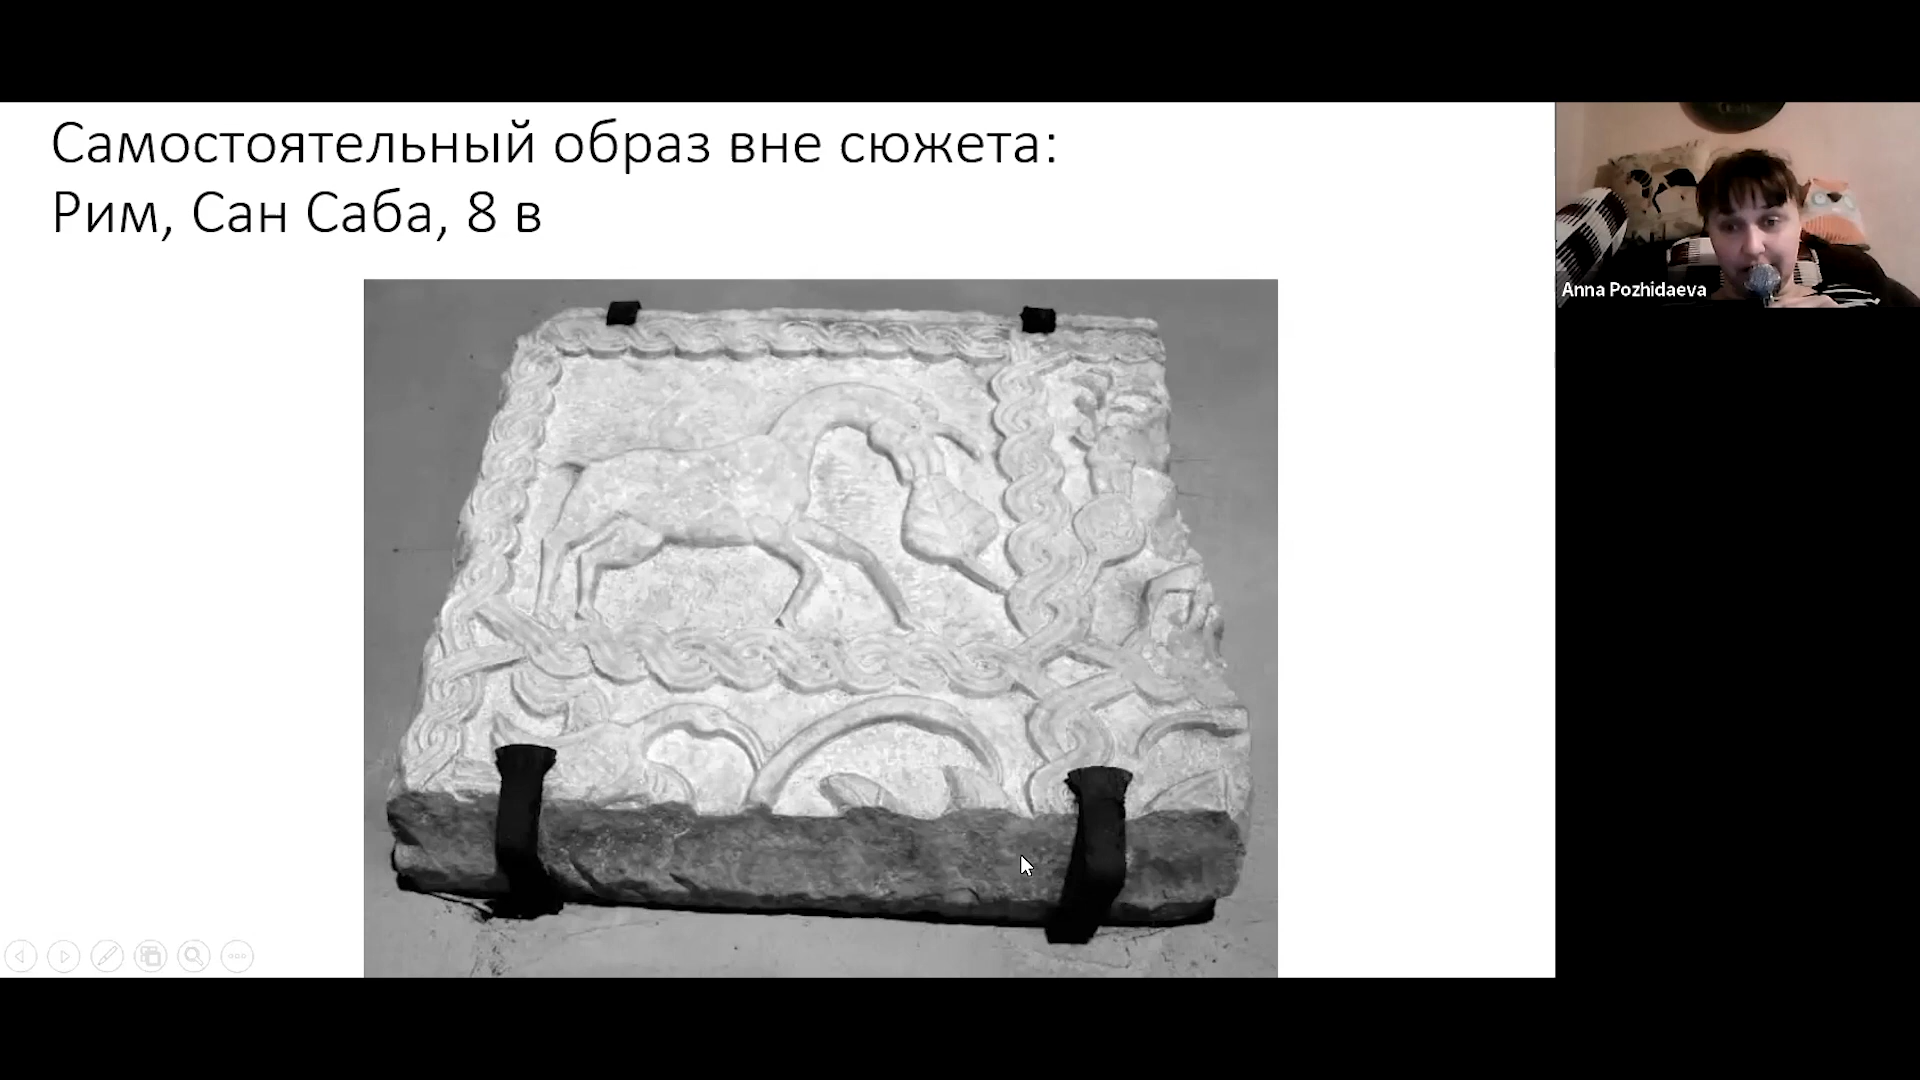 Самостоятельный образ вне сюжета:
Рим, Сан Саба, 8 в
Anna Pozhidaeva